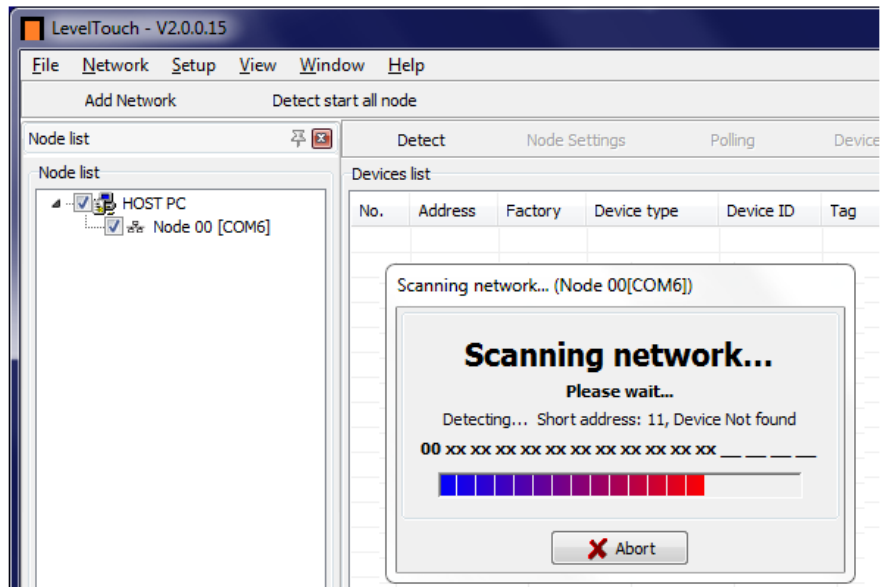 LevelTouch - V2.0.0.15
File Network Setup View Window Help
Add Network Detect start all node
Node list
Detect Node Settings Polling Device
Node list
Devices list
HOST PC
Node 00 [COM6]
No. Address Factory Device type Device ID Tag
Scanning network... (Node 00[COM6])
Scanning network...
Please wait...
Detecting... Short address: 11, Device Not found
00 xx xx xx xx xx xx xx xx xx xx xx __ __ __ __
Abort